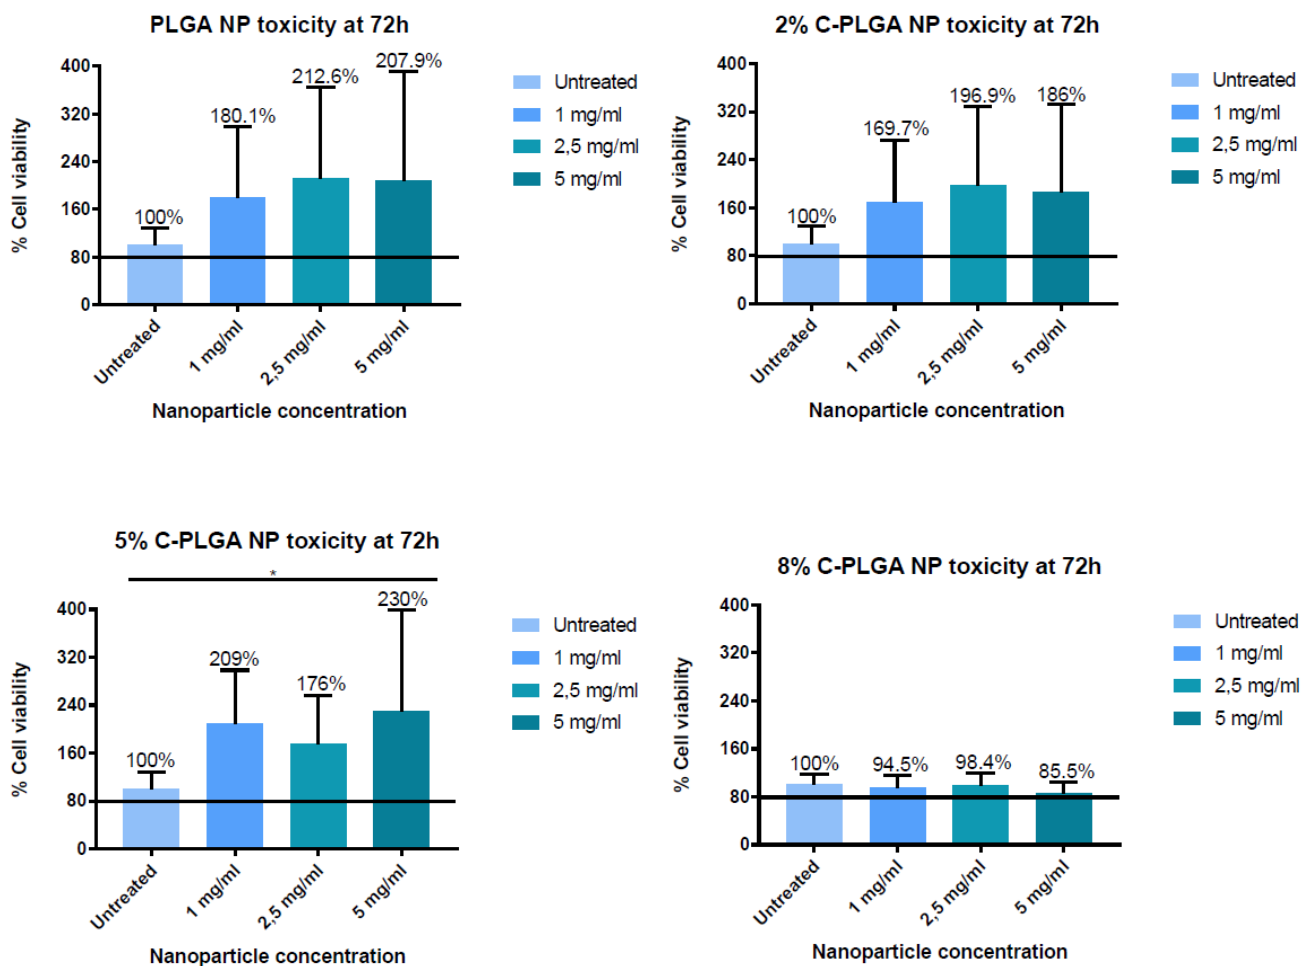 PLGA NP toxicity at 72h
% Cell viability
400
320
240
160
80
0
100%
180.1%
212.6%
207.9%
Untreated
1 mg/ml
2,5 mg/ml
5 mg/ml
Nanoparticle concentration
Untreated
1 mg/ml
2,5 mg/ml
5 mg/ml
2% C-PLGA NP toxicity at 72h
% Cell viability
400
320
240
160
80
0
100%
169.7%
196.9%
186%
Untreated
1 mg/ml
2,5 mg/ml
5 mg/ml
Nanoparticle concentration
Untreated
1 mg/ml
2,5 mg/ml
5 mg/ml
5% C-PLGA NP toxicity at 72h
*
% Cell viability
400
320
240
160
80
0
100%
209%
176%
230%
Untreated
1 mg/ml
2,5 mg/ml
5 mg/ml
Nanoparticle concentration
Untreated
1 mg/ml
2,5 mg/ml
5 mg/ml
8% C-PLGA NP toxicity at 72h
% Cell viability
400
320
240
160
80
0
100%
94.5%
98.4%
85.5%
Untreated
1 mg/ml
2,5 mg/ml
5 mg/ml
Nanoparticle concentration
Untreated
1 mg/ml
2,5 mg/ml
5 mg/ml